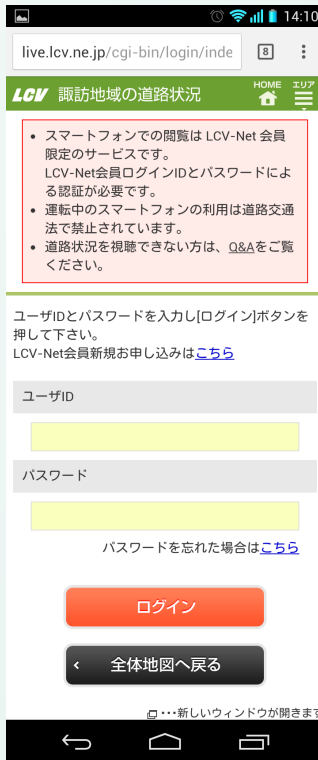 14:10
live.lcv.ne.jp/cgi-bin/login/inde
8
LCV 諏訪地域の道路状況
HOME エリア
• スマートフォンでの閲覧は LCV-Net 会員
限定のサービスです。
LCV-Net会員ログインIDとパスワードによ
る認証が必要です。
• 運転中のスマートフォンの利用は道路交通
法で禁止されています。
• 道路状況を視聴できない方は、Q&Aをご覧
ください。
ユーザIDとパスワードを入力し[ログイン]ボタンを
押して下さい。
LCV-Net会員新規お申し込みはこちら
ユーザID
パスワード
パスワードを忘れた場合はこちら
ログイン
全体地図へ戻る
・・・新しいウィンドウが開きます